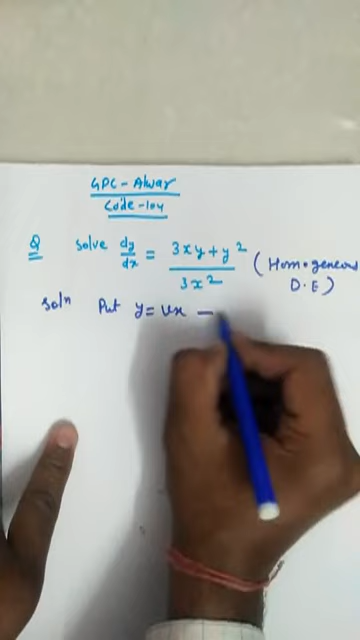 GPC-Alwar
Code-104
Q solve dy/dx = 3xy+y²/3x² (Homogeneous D.E)
Soln Put y=vx —